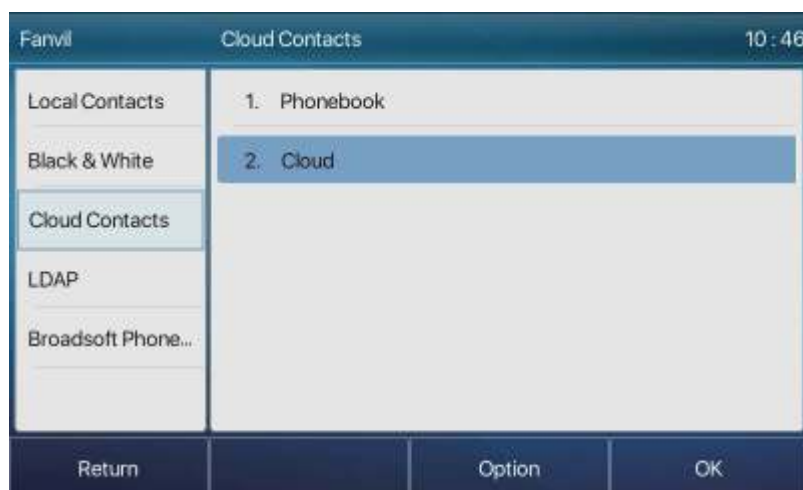 Fanvil Cloud Contacts 10:46
Local Contacts
Black & White
Cloud Contacts
LDAP
Broadsoft Phone...
1. Phonebook
2. Cloud
Return Option OK